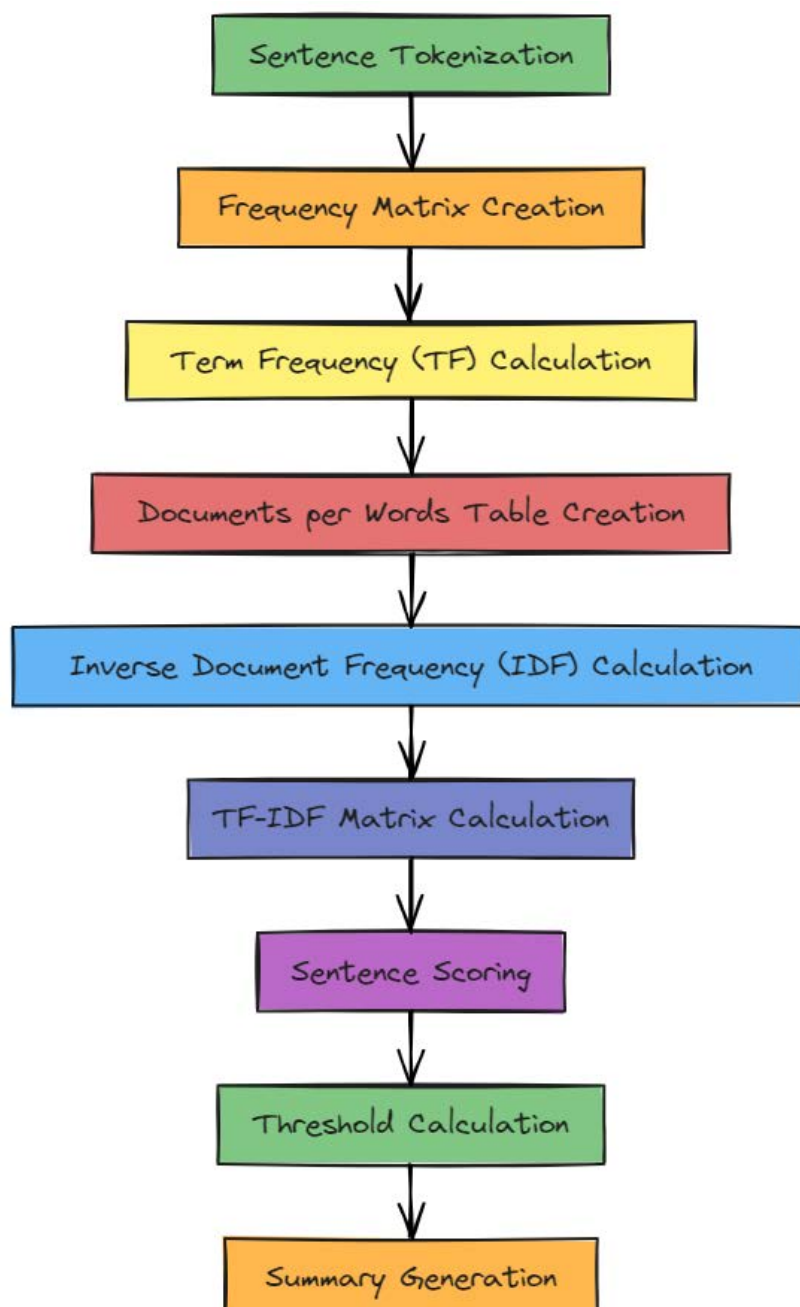 Sentence Tokenization
Frequency Matrix Creation
Term Frequency (TF) Calculation
Documents per Words Table Creation
Inverse Document Frequency (IDF) Calculation
TF-IDF Matrix Calculation
Sentence Scoring
Threshold Calculation
Summary Generation